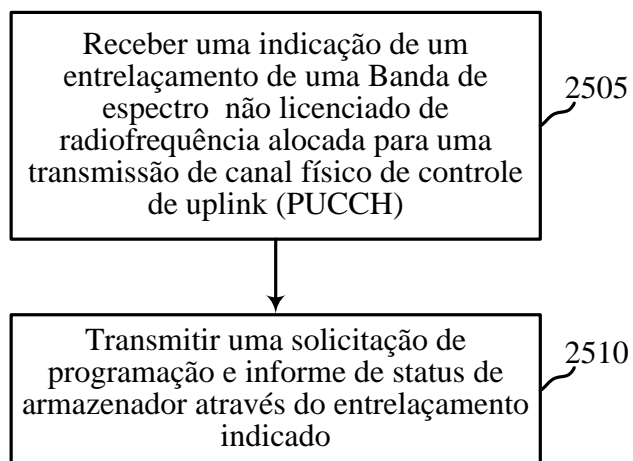 Receber uma indicação de um
entrelaçamento de uma Banda de
espectro não licenciado de
radiofrequência alocada para uma
transmissão de canal físico de controle
de uplink (PUCCH)
2505
Transmitir uma solicitação de
programação e informe de status de
armazenador através do entrelaçamento
indicado
2510